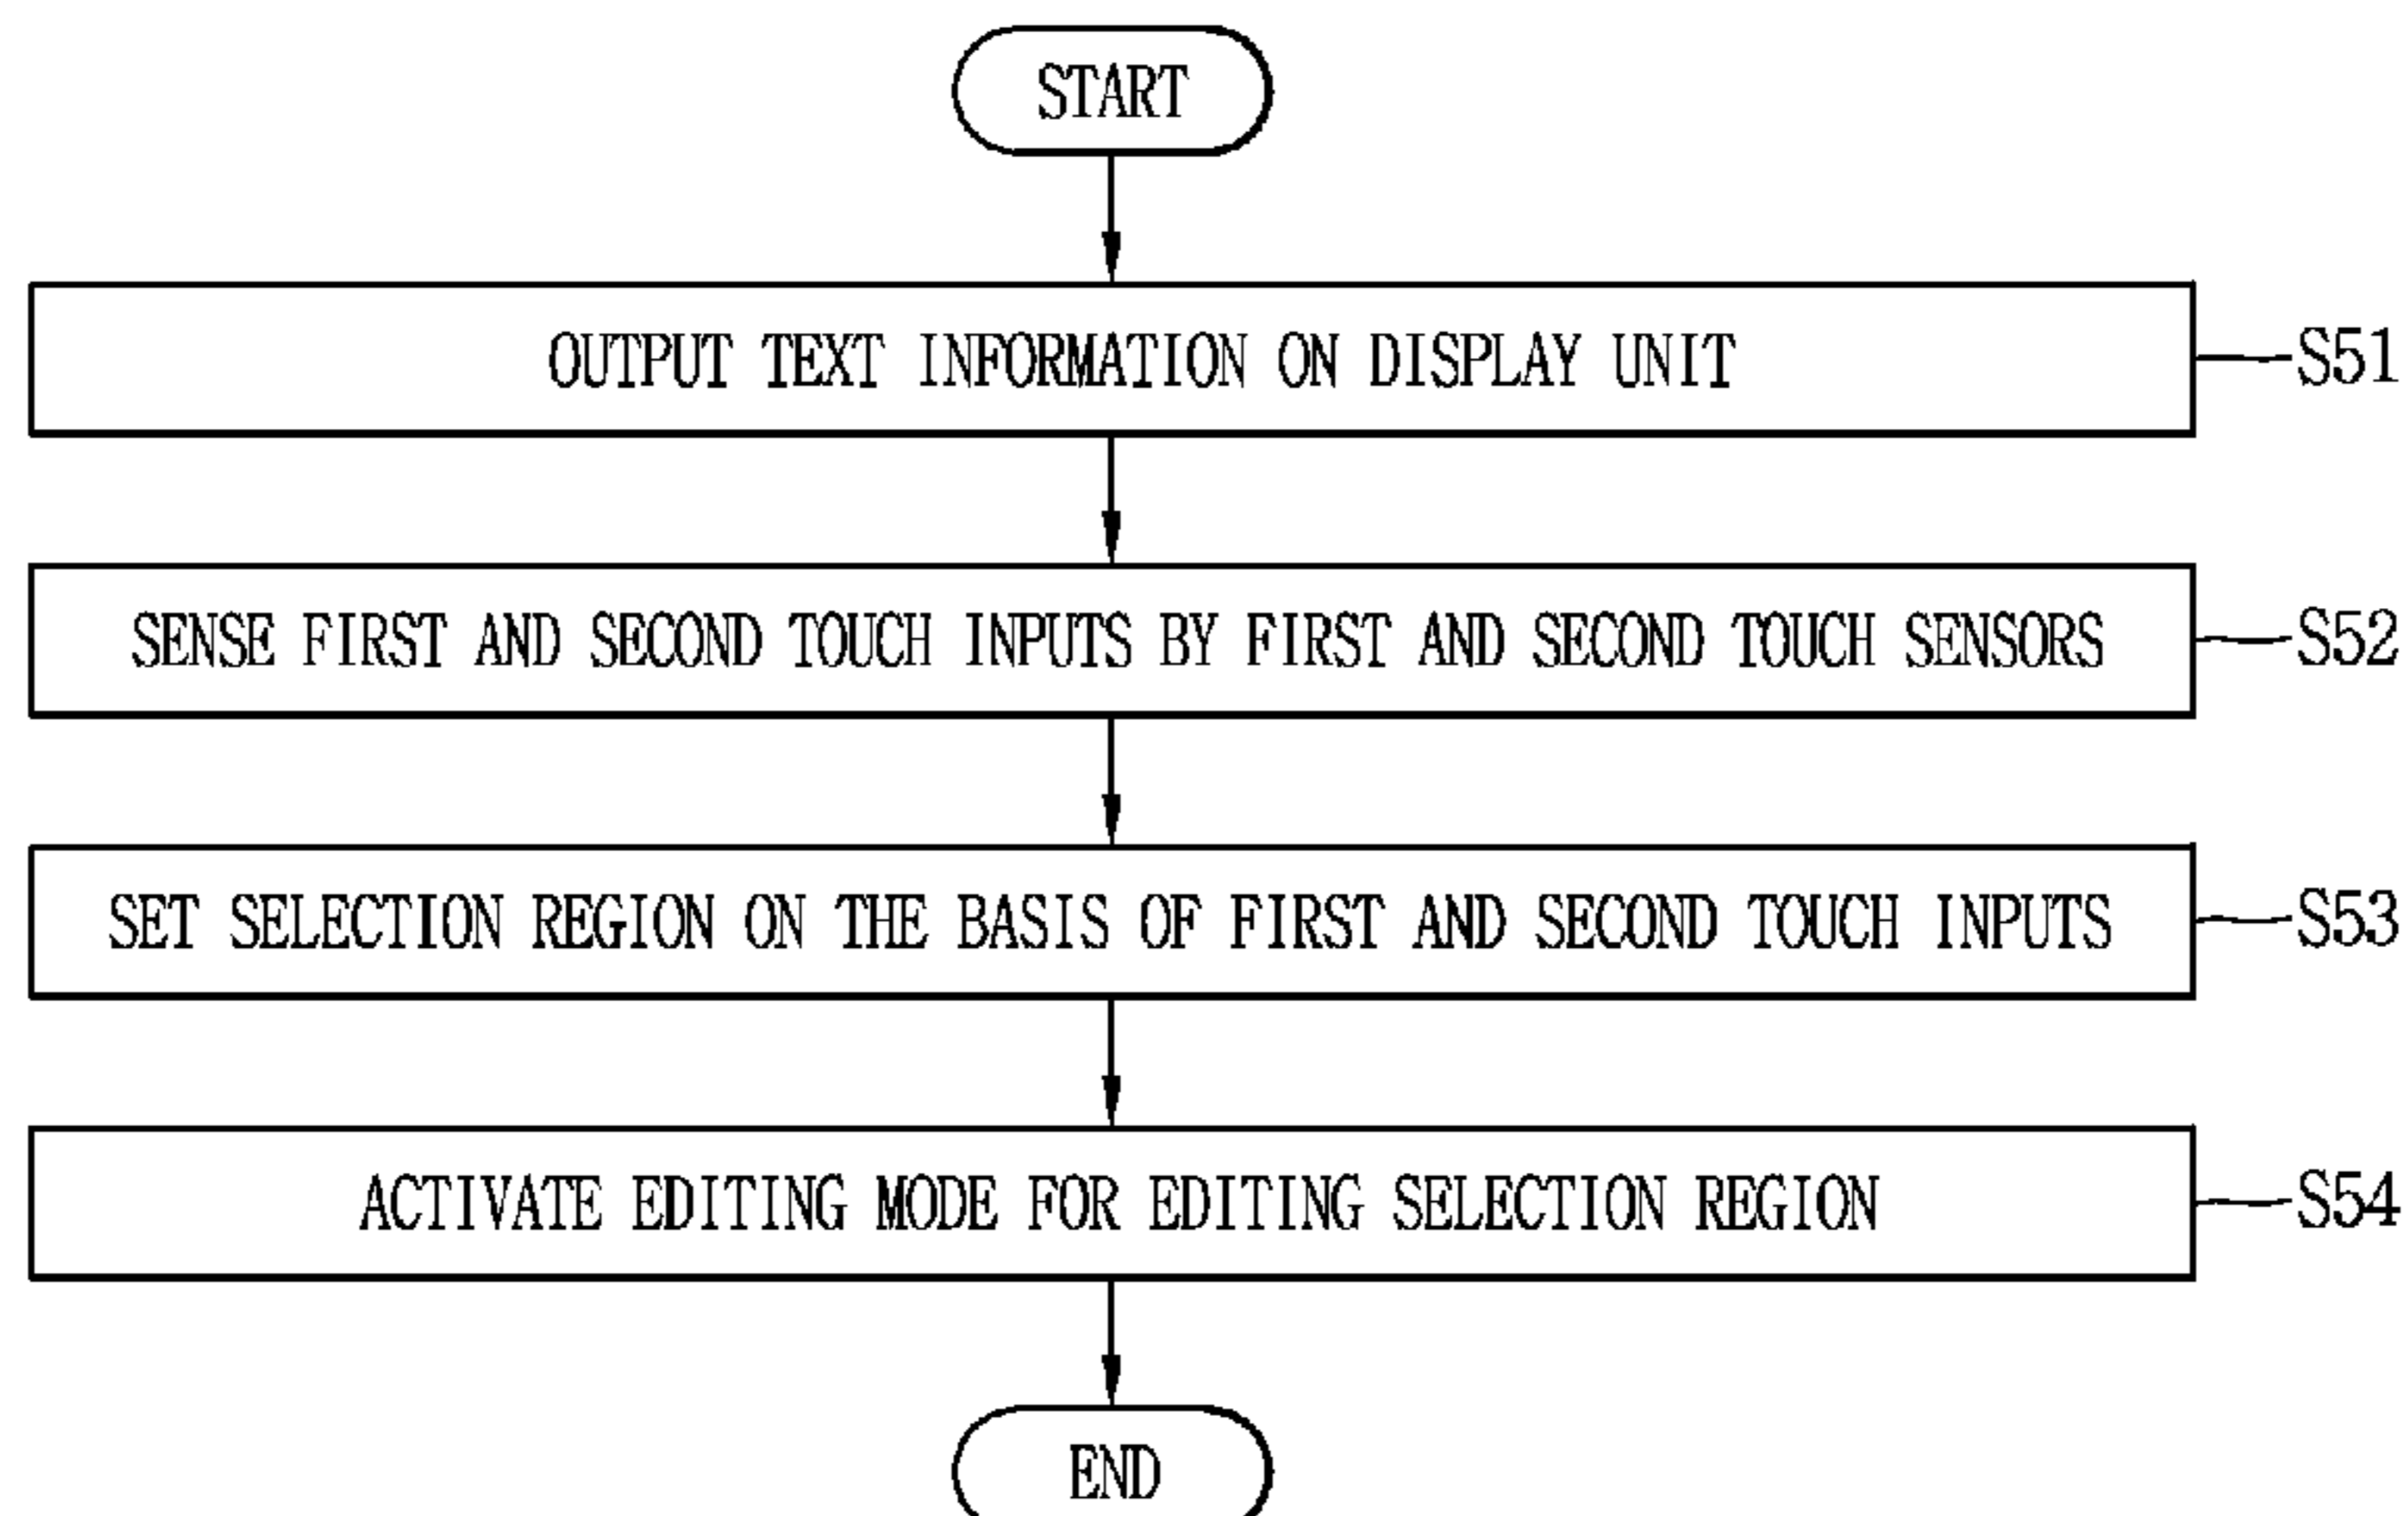 START
OUTPUT TEXT INFORMATION ON DISPLAY UNIT
S51
SENSE FIRST AND SECOND TOUCH INPUTS BY FIRST AND SECOND TOUCH SENSORS
S52
SET SELECTION REGION ON THE BASIS OF FIRST AND SECOND TOUCH INPUTS
S53
ACTIVATE EDITING MODE FOR EDITING SELECTION REGION
S54
END